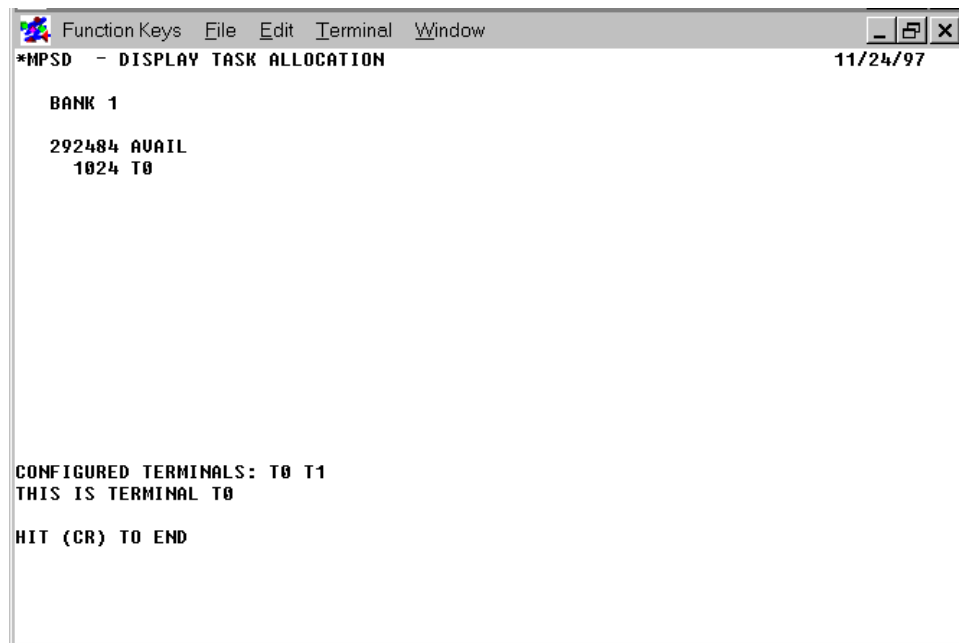 Function Keys File Edit Terminal Window
*MPSD - DISPLAY TASK ALLOCATION 11/24/97
BANK 1
292484 AVAIL
1024 T0
CONFIGURED TERMINALS: T0 T1
THIS IS TERMINAL T0
HIT (CR) TO END